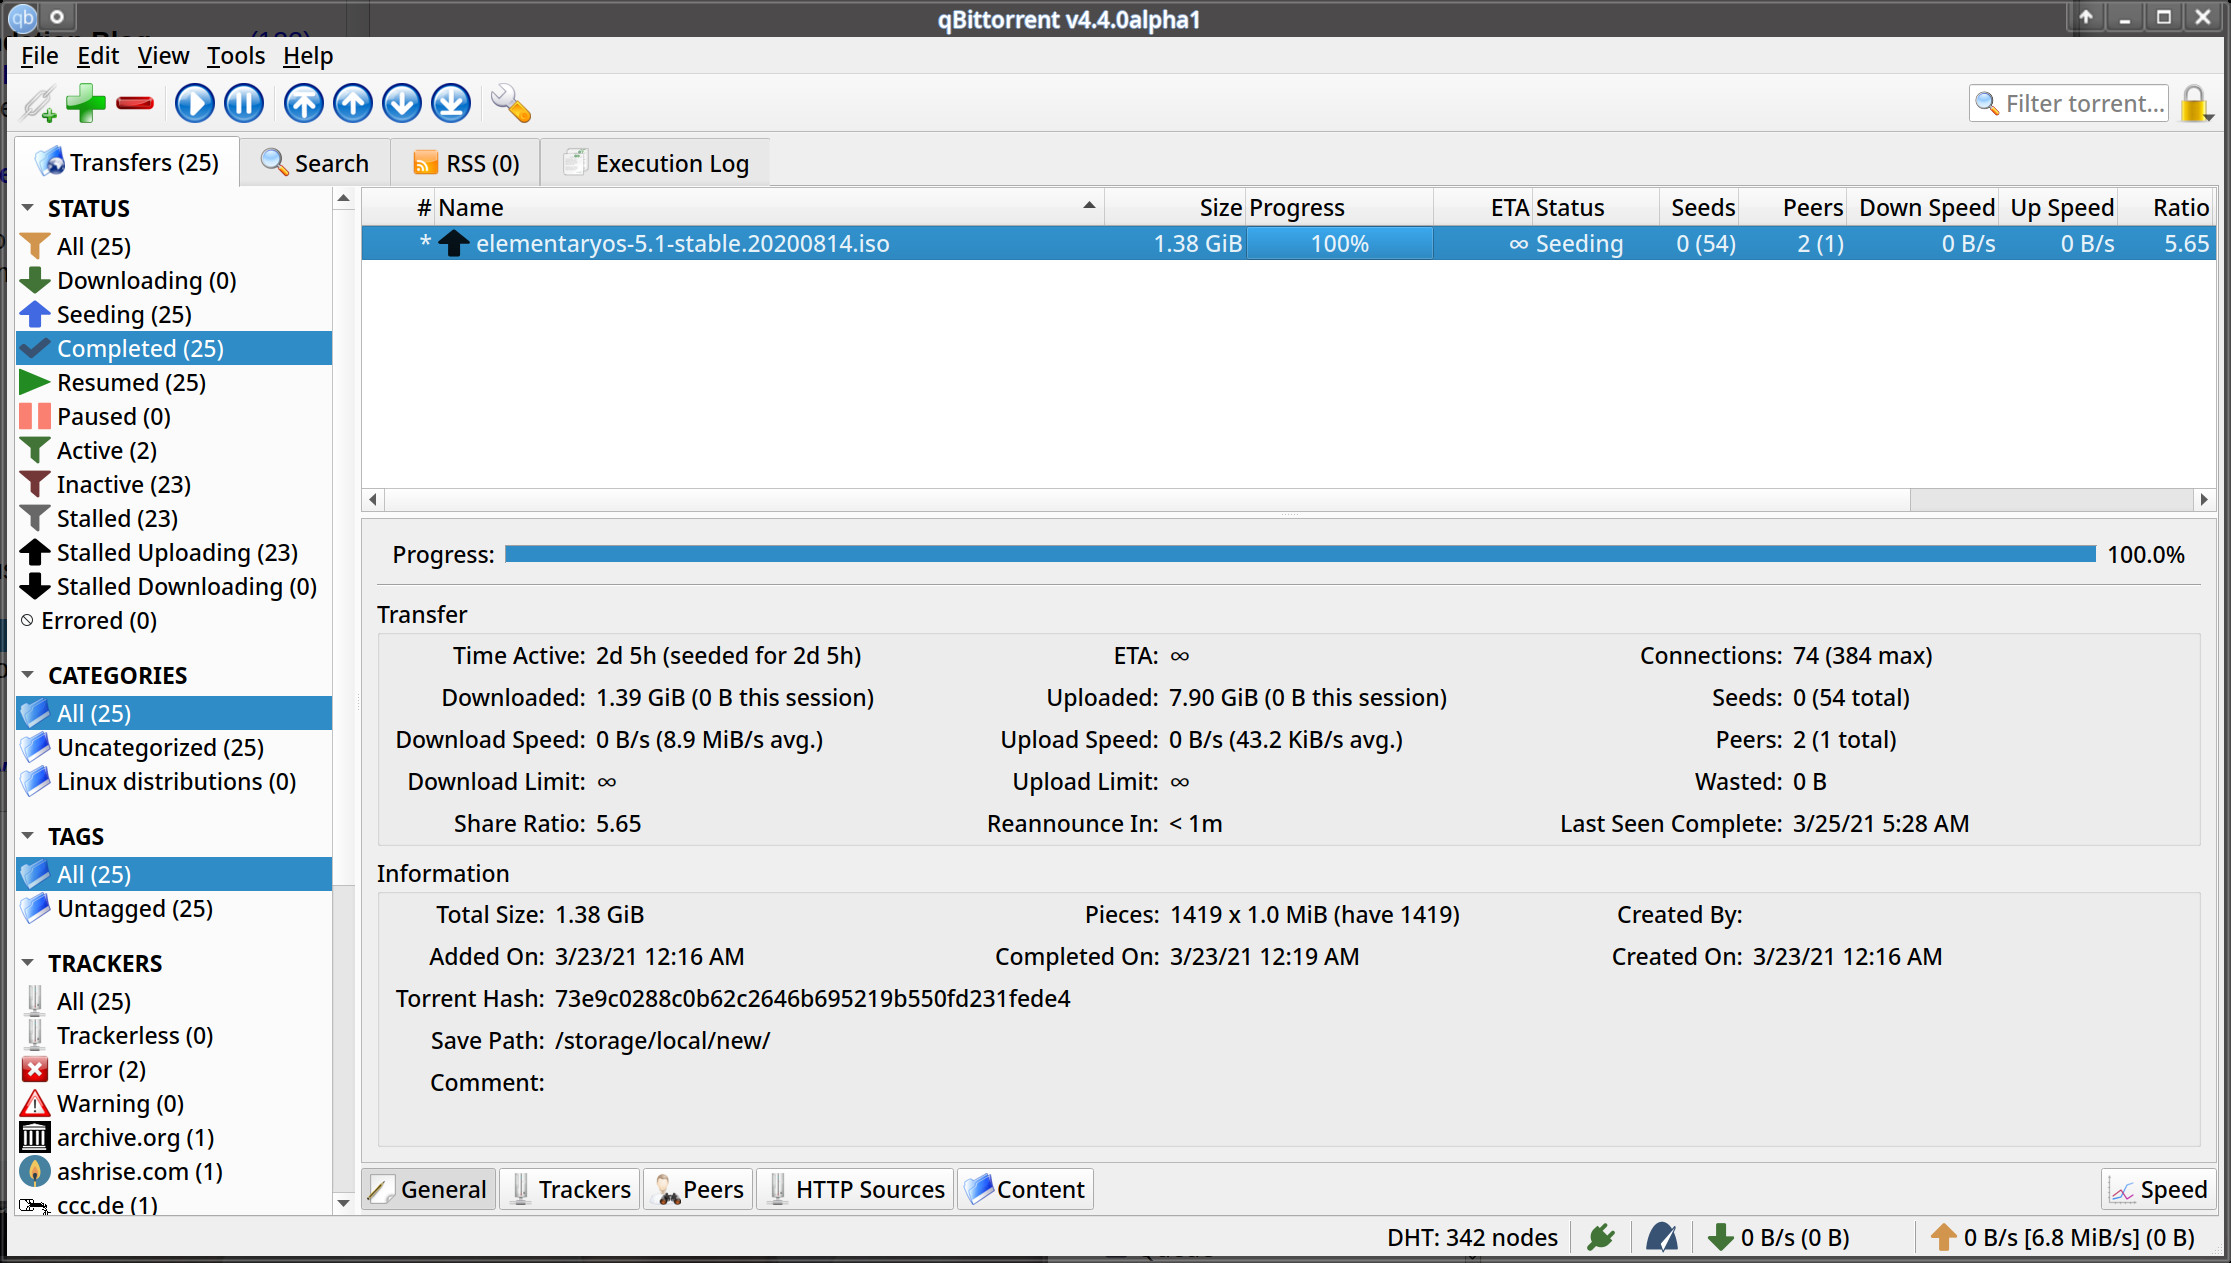 qBittorrent v4.4.0alpha1
File Edit View Tools Help
Filter torrent...
Transfers (25) Search RSS (0) Execution Log
STATUS
All (25)
Downloading (0)
Seeding (25)
Completed (25)
Resumed (25)
Paused (0)
Active (2)
Inactive (23)
Stalled (23)
Stalled Uploading (23)
Stalled Downloading (0)
Errored (0)
CATEGORIES
All (25)
Uncategorized (25)
Linux distributions (0)
TAGS
All (25)
Untagged (25)
TRACKERS
All (25)
Trackerless (0)
Error (2)
Warning (0)
archive.org (1)
ashrise.com (1)
ccc.de (1)
# Name Size Progress ETA Status Seeds Peers Down Speed Up Speed Ratio
* elementaryos-5.1-stable.20200814.iso 1.38 GiB 100% ∞ Seeding 0 (54) 2 (1) 0 B/s 0 B/s 5.65
Progress: 100.0%
Transfer
Time Active: 2d 5h (seeded for 2d 5h) ETA: ∞ Connections: 74 (384 max)
Downloaded: 1.39 GiB (0 B this session) Uploaded: 7.90 GiB (0 B this session) Seeds: 0 (54 total)
Download Speed: 0 B/s (8.9 MiB/s avg.) Upload Speed: 0 B/s (43.2 KiB/s avg.) Peers: 2 (1 total)
Download Limit: ∞ Upload Limit: ∞ Wasted: 0 B
Share Ratio: 5.65 Reannounce In: < 1m Last Seen Complete: 3/25/21 5:28 AM
Information
Total Size: 1.38 GiB Pieces: 1419 x 1.0 MiB (have 1419) Created By:
Added On: 3/23/21 12:16 AM Completed On: 3/23/21 12:19 AM Created On: 3/23/21 12:16 AM
Torrent Hash: 73e9c0288c0b62c2646b695219b550fd231fede4
Save Path: /storage/local/new/
Comment:
General Trackers Peers HTTP Sources Content Speed
DHT: 342 nodes 0 B/s (0 B) 0 B/s [6.8 MiB/s] (0 B)